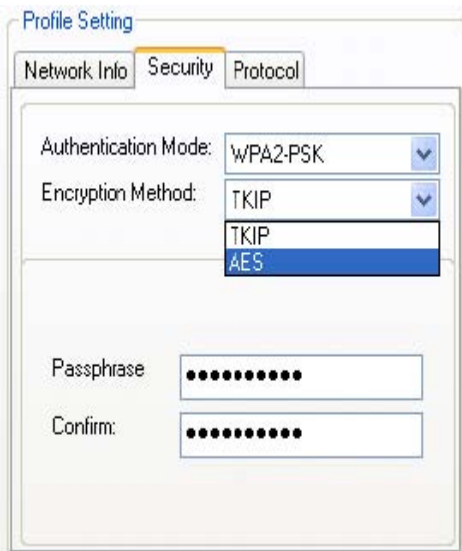 Profile Setting
Network Info Security Protocol
Authentication Mode: WPA2-PSK
Encryption Method: TKIP
TKIP
AES
Passphrase ●●●●●●●●●●
Confirm: ●●●●●●●●●●